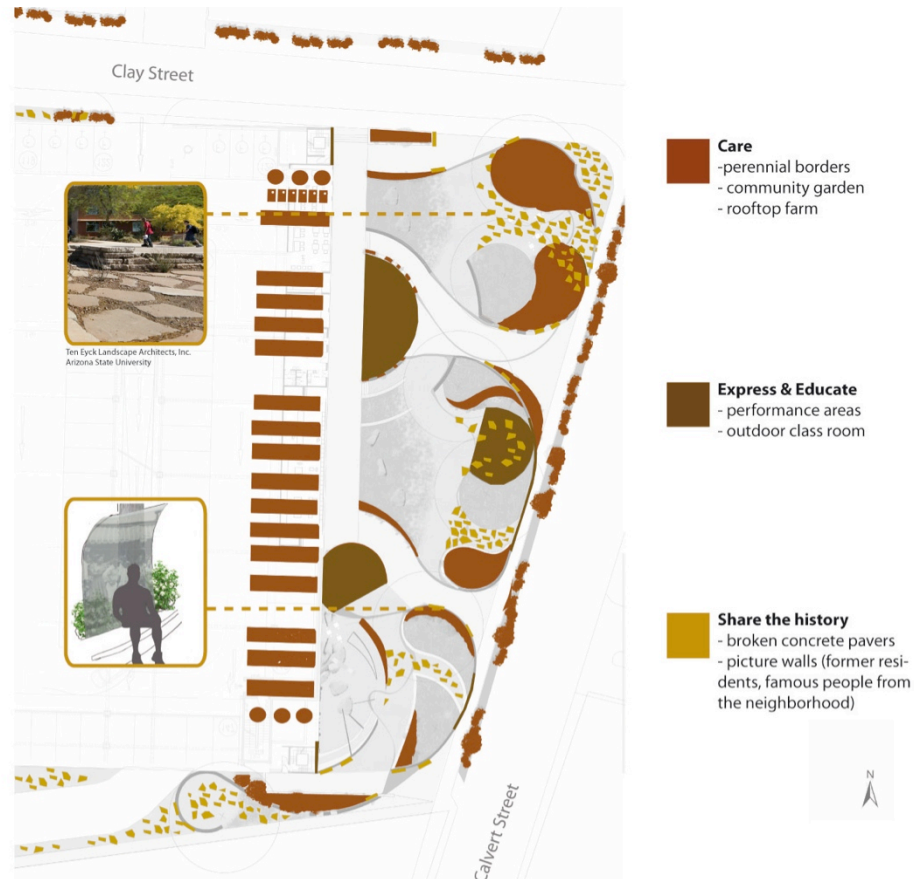 Clay Street
Ten Eyck Landscape Architects, Inc.
Arizona State University
Calvert Street
Care
-perennial borders
- community garden
- rooftop farm
Express & Educate
- performance areas
- outdoor class room
Share the history
- broken concrete pavers
- picture walls (former resi-
dents, famous people from
the neighborhood)
N